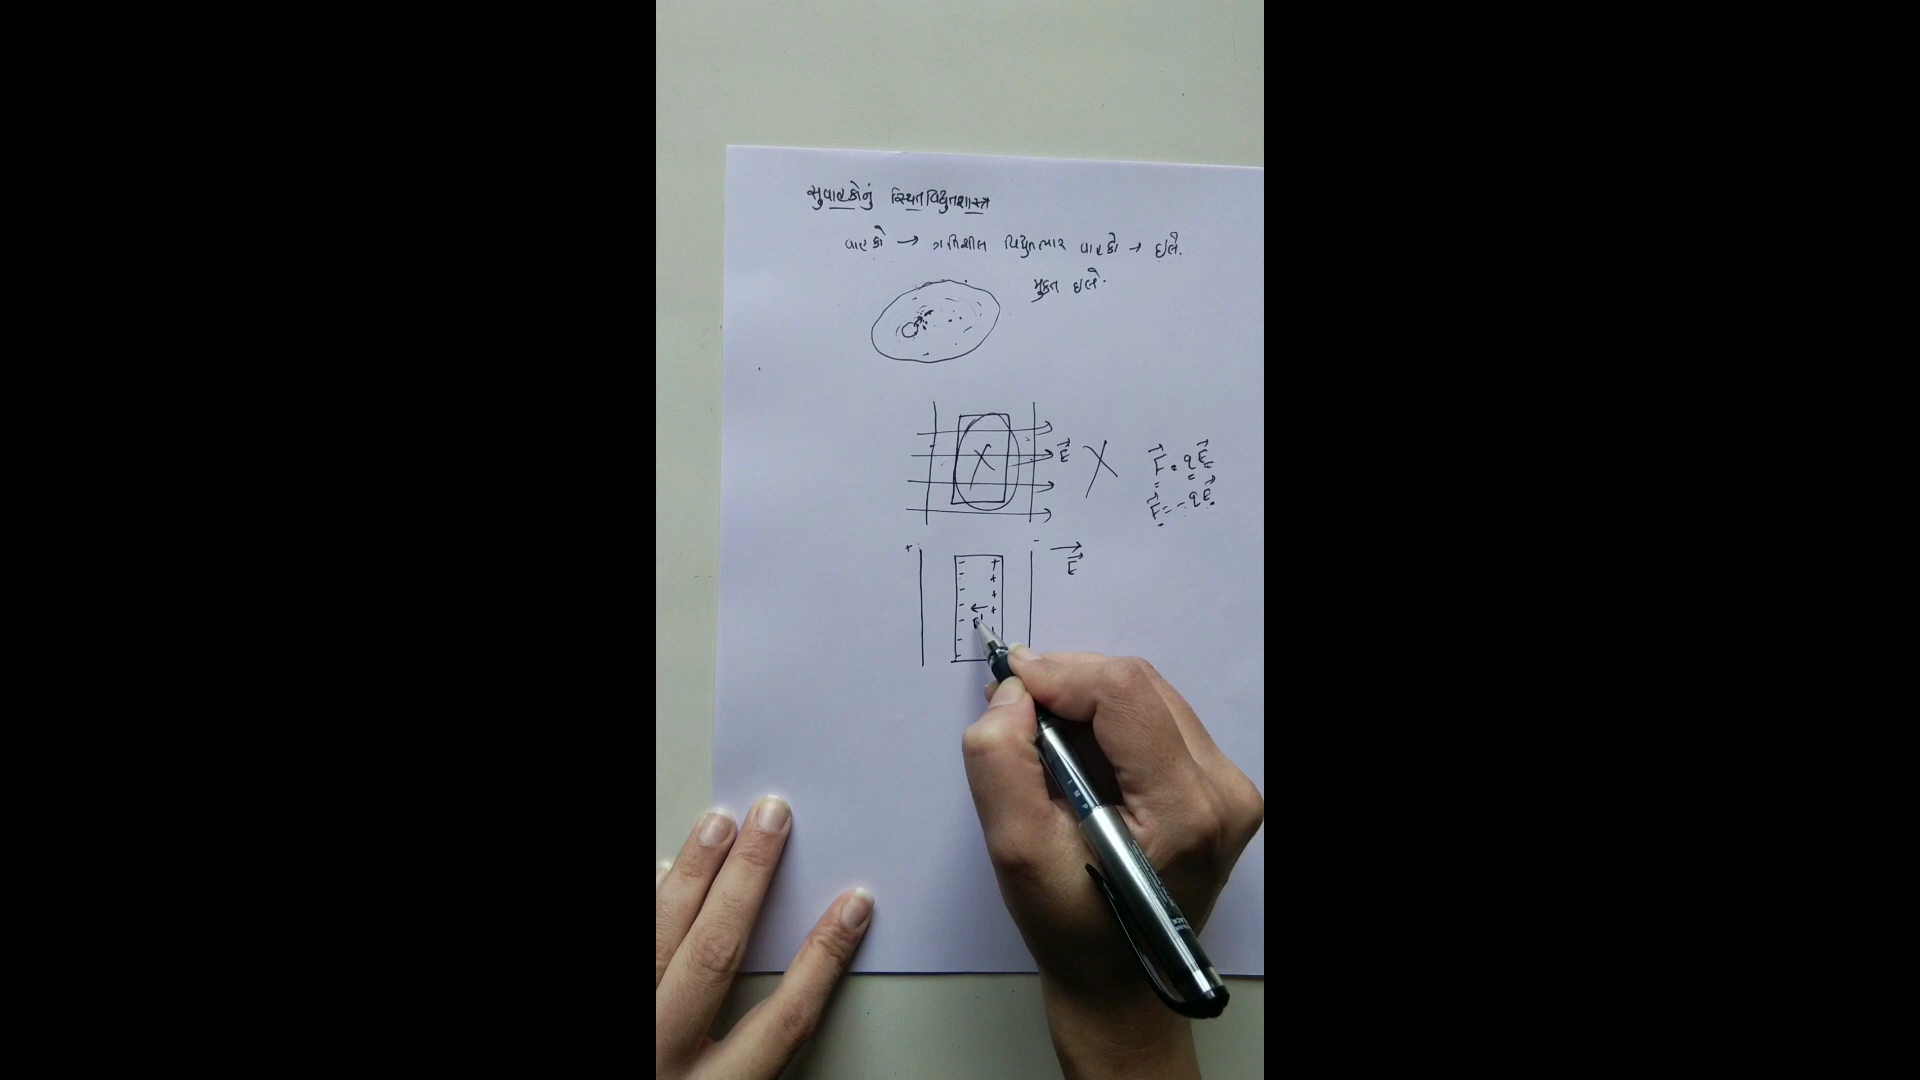 સુવાહકોનું સ્થિતવિદ્યુતશાસ્ત્ર
વાહકો → ગતિશીલ વિદ્યુતભાર વાહકો → ઇલે.
મુક્ત ઇલે.
E
F = qE
F = -qE
+ -
E
E'